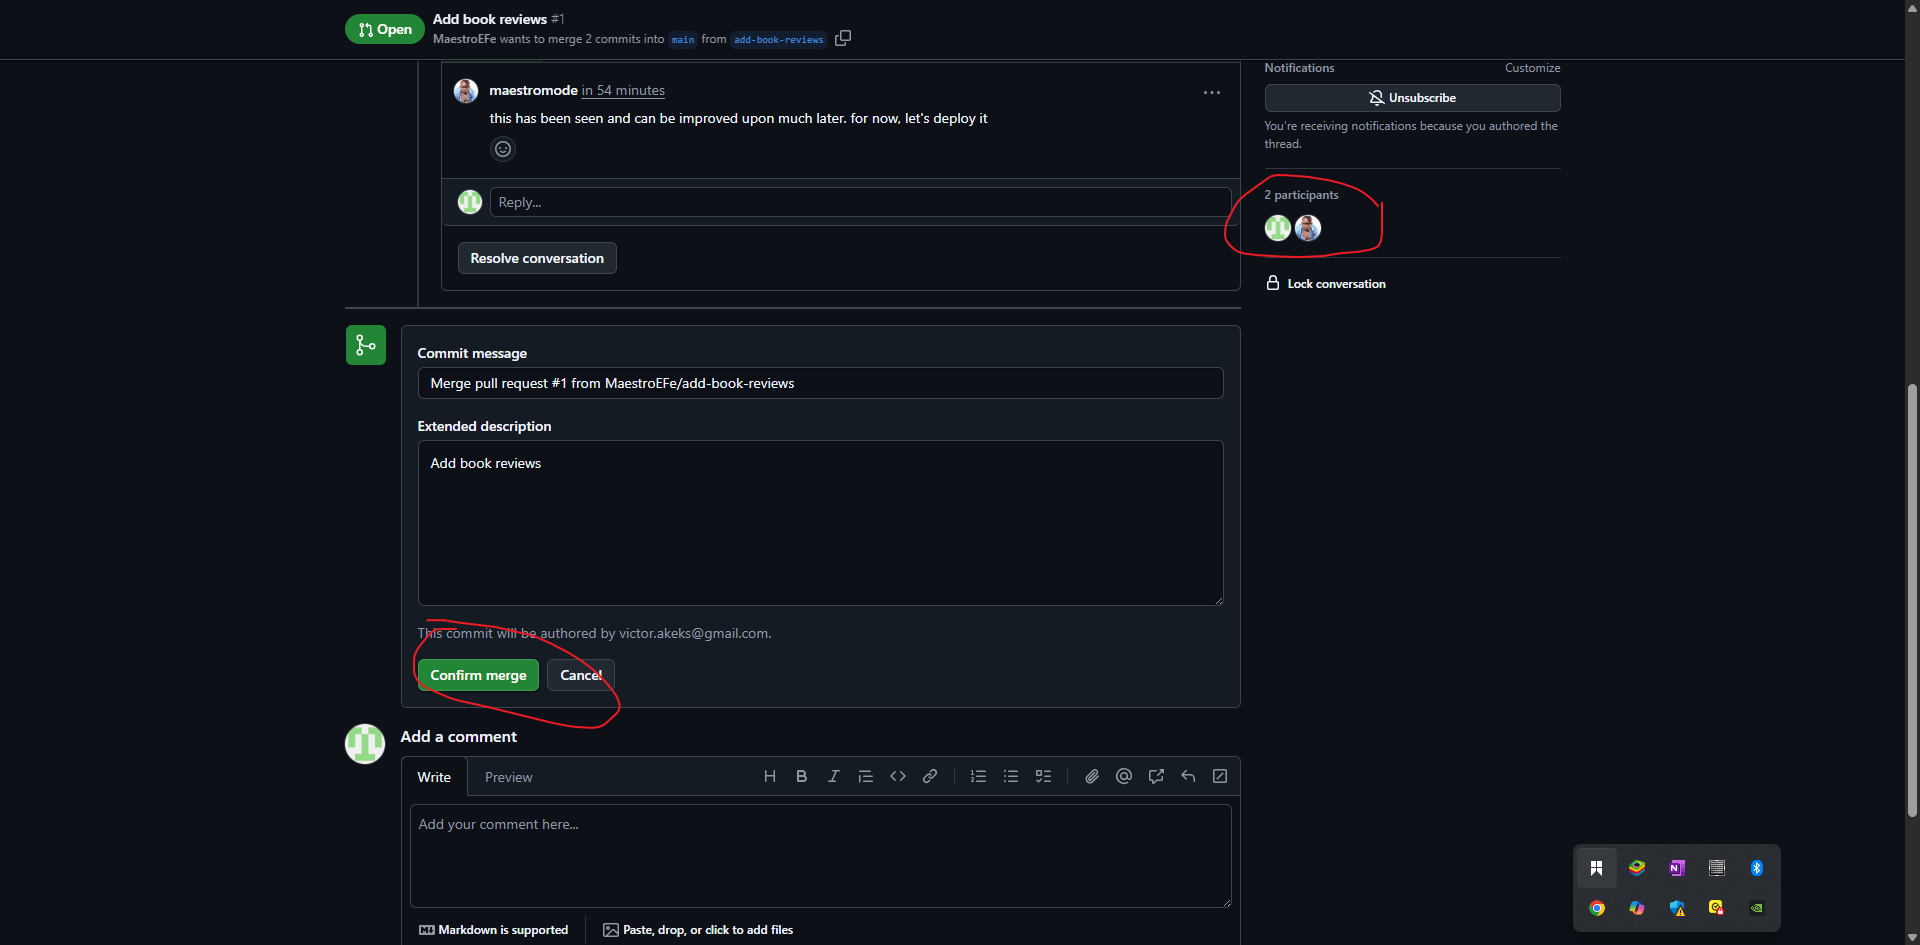 Open
Add book reviews #1
MaestroEFe wants to merge 2 commits into main from add-book-reviews
maestromode in 54 minutes
this has been seen and can be improved upon much later. for now, let's deploy it
Reply...
Resolve conversation
Notifications
Customize
Unsubscribe
You're receiving notifications because you authored the
thread.
2 participants
Lock conversation
Commit message
Merge pull request #1 from MaestroEFe/add-book-reviews
Extended description
Add book reviews
This commit will be authored by victor.akeks@gmail.com.
Confirm merge
Cancel
Add a comment
Write
Preview
Add your comment here...
Markdown is supported
Paste, drop, or click to add files